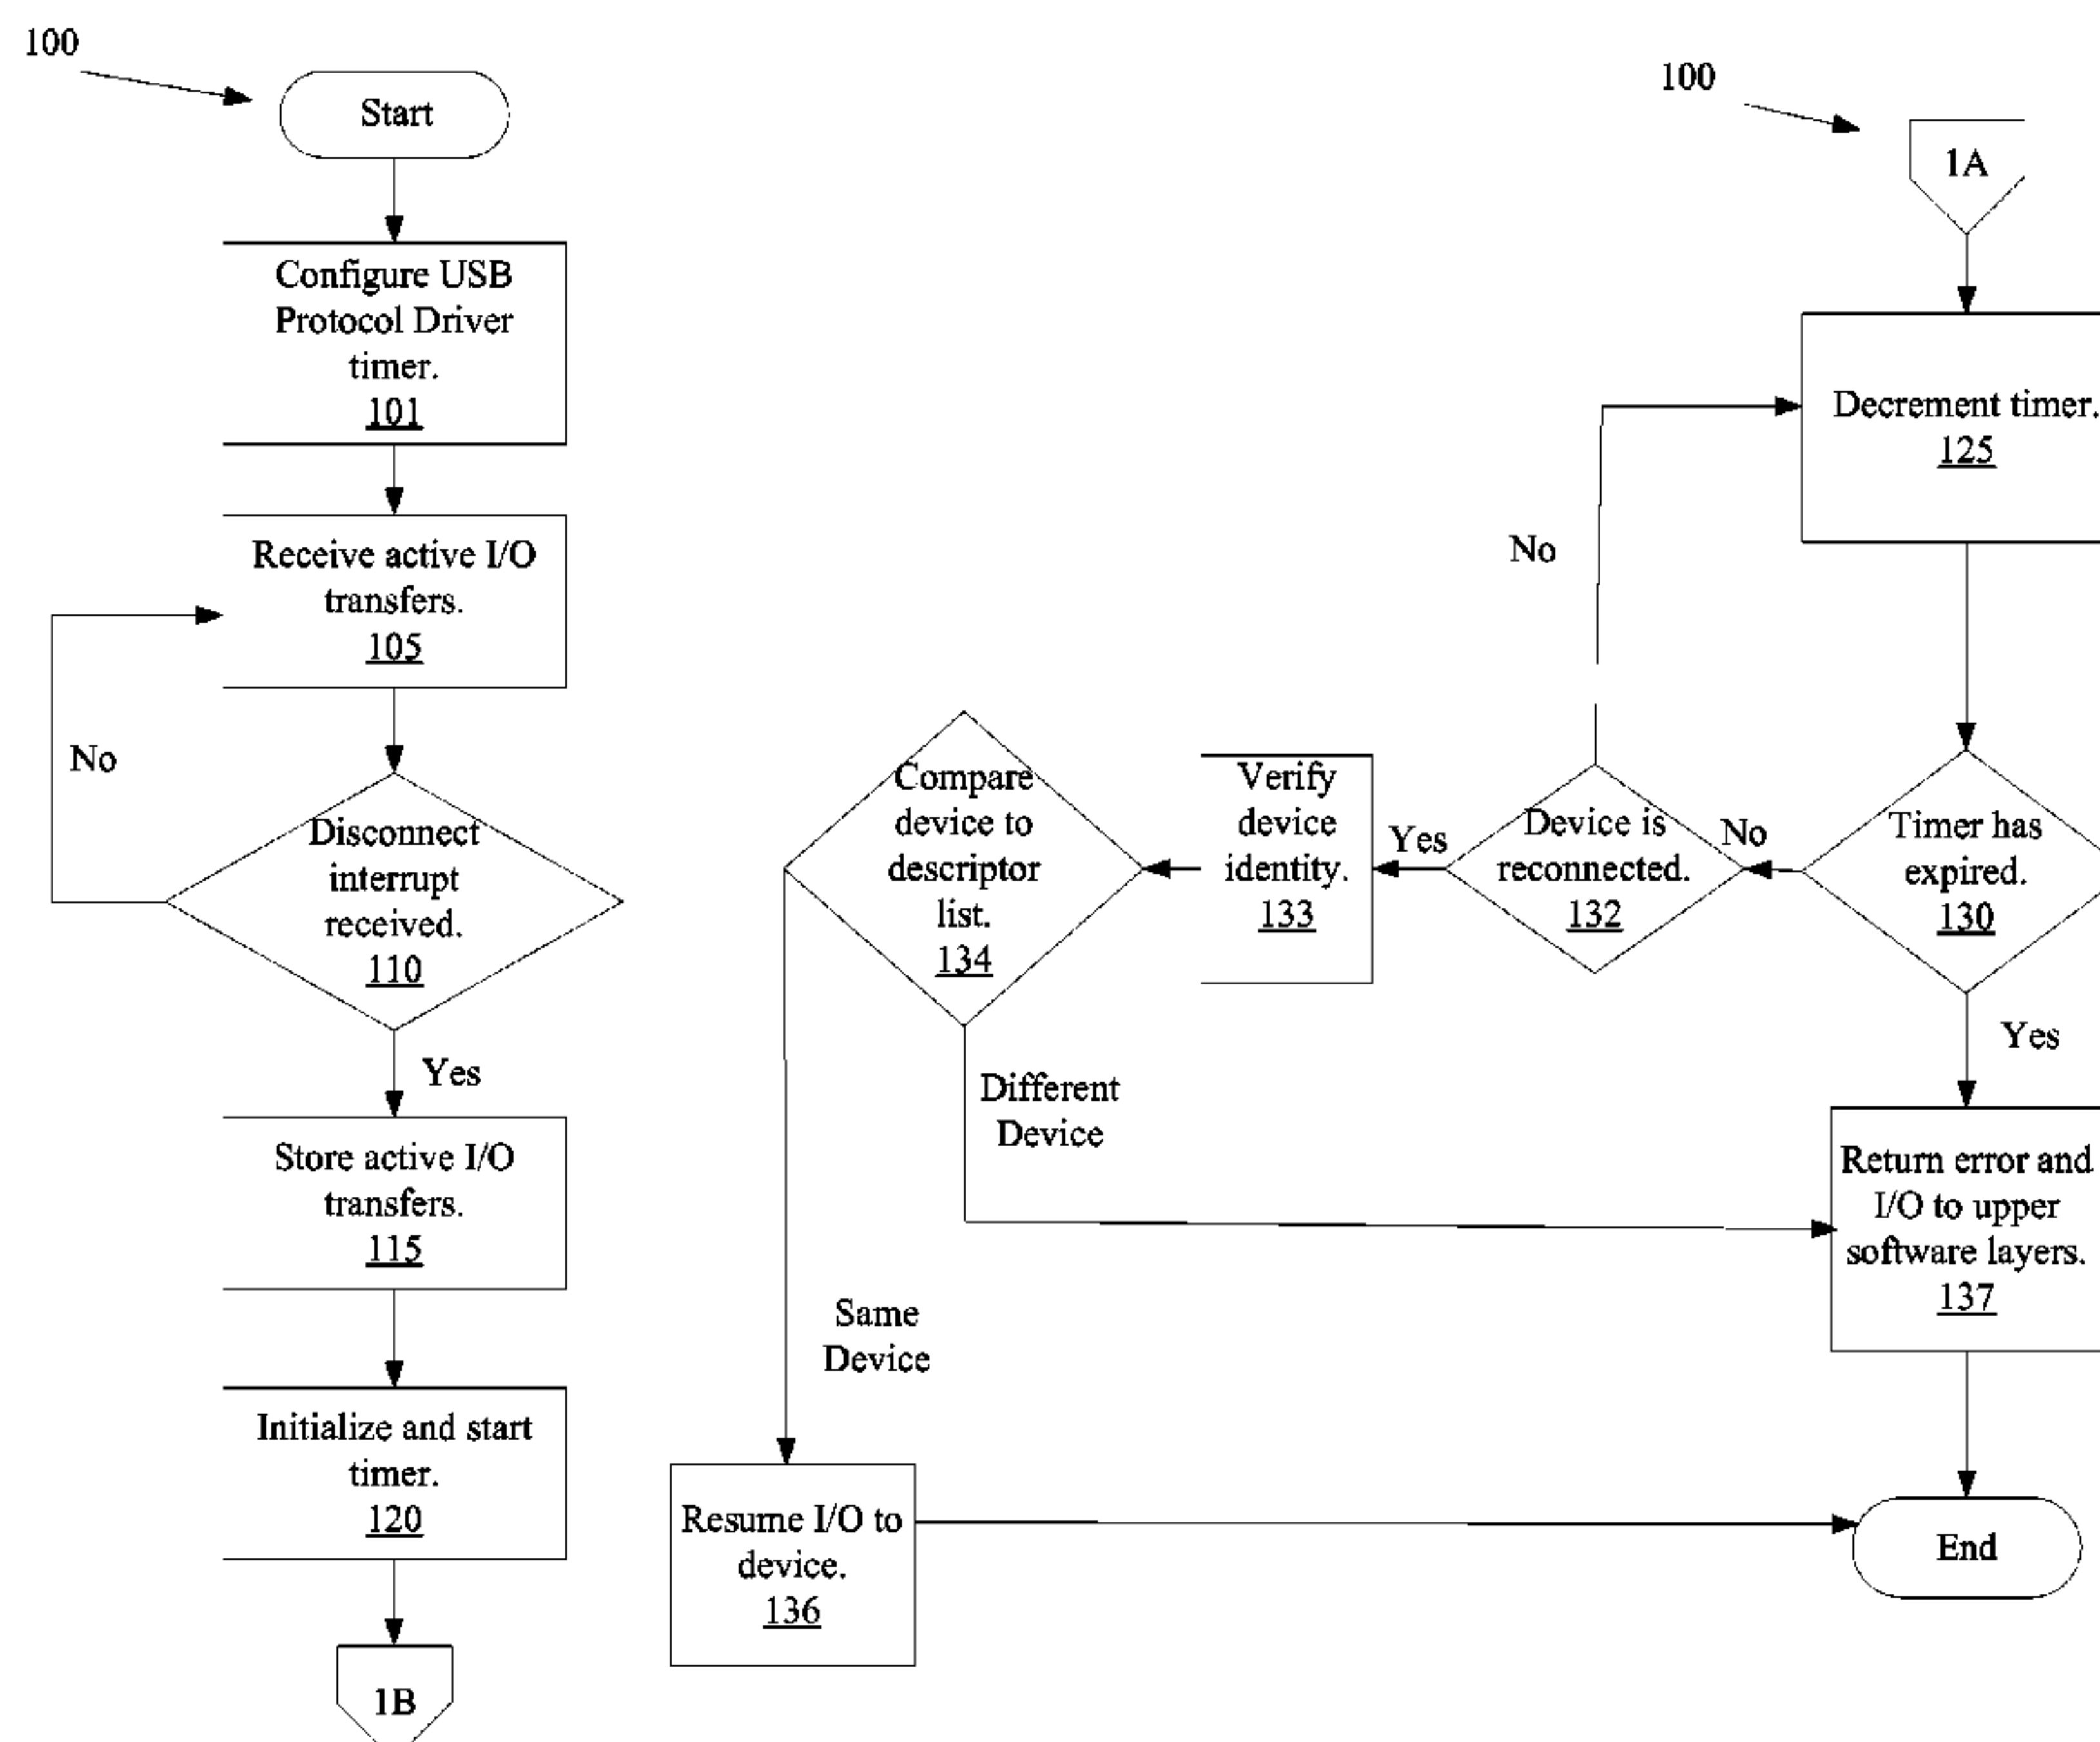 100
Start
Configure USB
Protocol Driver
timer.
101
Receive active I/O
transfers.
105
No
Disconnect
interrupt
received.
110
Yes
Store active I/O
transfers.
115
Initialize and start
timer.
120
1B
100
1A
Decrement timer.
125
No
Timer has
expired.
130
No
Device is
reconnected.
132
Yes
Verify
device
identity.
133
Compare
device to
descriptor
list.
134
Yes
Different
Device
Return error and
I/O to upper
software layers.
137
Same
Device
Resume I/O to
device.
136
End